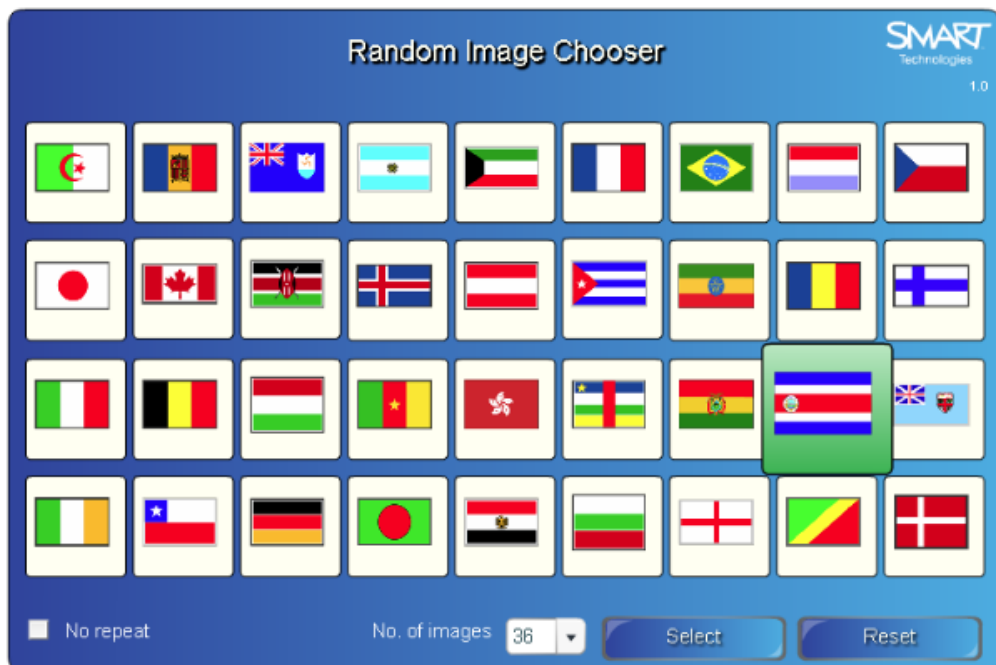 Random Image Chooser
SMART
Technologies
1.0
No repeat
No. of images
36
Select
Reset